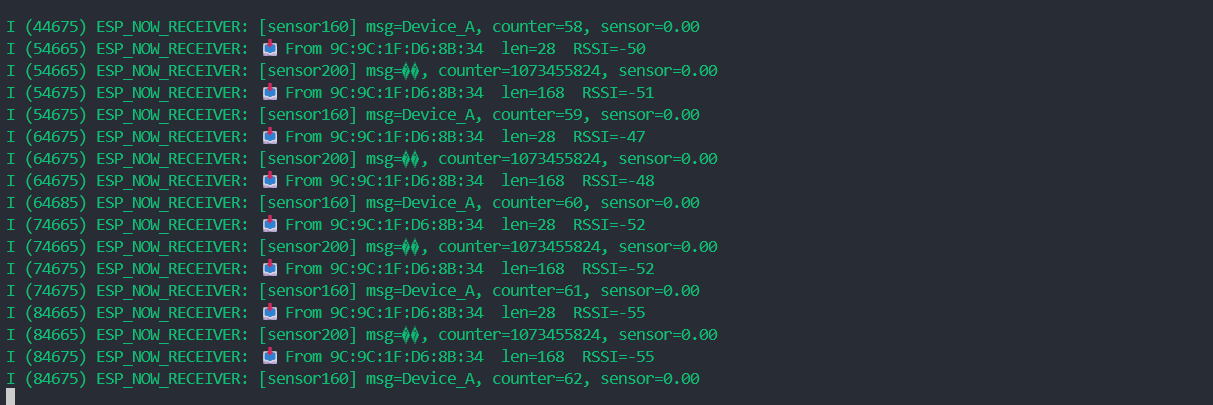 I (44675) ESP_NOW_RECEIVER: [sensor160] msg=Device_A, counter=58, sensor=0.00
I (54665) ESP_NOW_RECEIVER: 📥 From 9C:9C:1F:D6:8B:34  len=28  RSSI=-50
I (54665) ESP_NOW_RECEIVER: [sensor200] msg=��, counter=1073455824, sensor=0.00
I (54675) ESP_NOW_RECEIVER: 📥 From 9C:9C:1F:D6:8B:34  len=168  RSSI=-51
I (54675) ESP_NOW_RECEIVER: [sensor160] msg=Device_A, counter=59, sensor=0.00
I (64675) ESP_NOW_RECEIVER: 📥 From 9C:9C:1F:D6:8B:34  len=28  RSSI=-47
I (64675) ESP_NOW_RECEIVER: [sensor200] msg=��, counter=1073455824, sensor=0.00
I (64675) ESP_NOW_RECEIVER: 📥 From 9C:9C:1F:D6:8B:34  len=168  RSSI=-48
I (64685) ESP_NOW_RECEIVER: [sensor160] msg=Device_A, counter=60, sensor=0.00
I (74665) ESP_NOW_RECEIVER: 📥 From 9C:9C:1F:D6:8B:34  len=28  RSSI=-52
I (74665) ESP_NOW_RECEIVER: [sensor200] msg=��, counter=1073455824, sensor=0.00
I (74675) ESP_NOW_RECEIVER: 📥 From 9C:9C:1F:D6:8B:34  len=168  RSSI=-52
I (74675) ESP_NOW_RECEIVER: [sensor160] msg=Device_A, counter=61, sensor=0.00
I (84665) ESP_NOW_RECEIVER: 📥 From 9C:9C:1F:D6:8B:34  len=28  RSSI=-55
I (84665) ESP_NOW_RECEIVER: [sensor200] msg=��, counter=1073455824, sensor=0.00
I (84675) ESP_NOW_RECEIVER: 📥 From 9C:9C:1F:D6:8B:34  len=168  RSSI=-55
I (84675) ESP_NOW_RECEIVER: [sensor160] msg=Device_A, counter=62, sensor=0.00